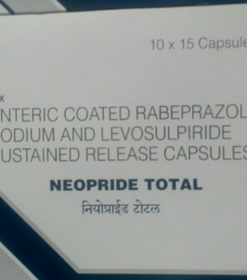 10 x 15 Capsule
x
NTERIC COATED RABEPRAZOL
ODIUM AND LEVOSULPIRIDE
USTAINED RELEASE CAPSULES
NEOPRIDE TOTAL
नियोप्राईड टोटल